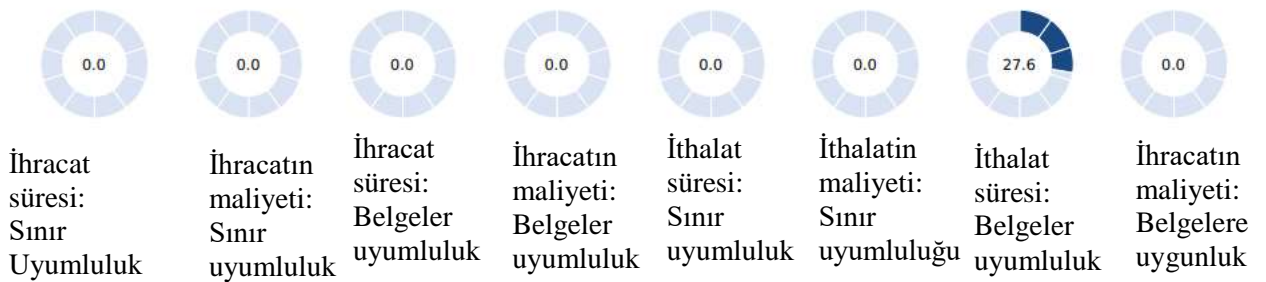 0.0
0.0
0.0
0.0
0.0
0.0
27.6
0.0
İhracat
süresi:
Sınır
Uyumluluk
İhracatın
maliyeti:
Sınır
uyumluluk
İhracat
süresi:
Belgeler
uyumluluk
İhracatın
maliyeti:
Belgeler
uyumluluk
İthalat
süresi:
Sınır
uyumluluk
İthalatin
maliyeti:
Sınır
uyumluluğu
İthalat
süresi:
Belgeler
uyumluluk
İhracatın
maliyeti:
Belgelere
uygunluk